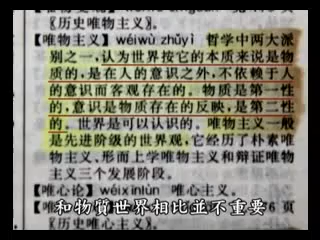 《历史唯物主义》。
【唯物主义】wéiwù zhǔyì 哲学中两大派
别之一，认为世界按它的本质来说是物
质的，是在人的意识之外，不依赖于人
的意识而客观存在的。物质是第一性
的，意识是物质存在的反映，是第二性
的。世界是可以认识的。唯物主义一般
是先进阶级的世界观，它经历了朴素唯
物主义、形而上学唯物主义和辩证唯物
主义三个发展阶段。
【唯心论】wéixīnlùn 唯心主义。
和物質世界相比並不重要
《历史唯心主义》。